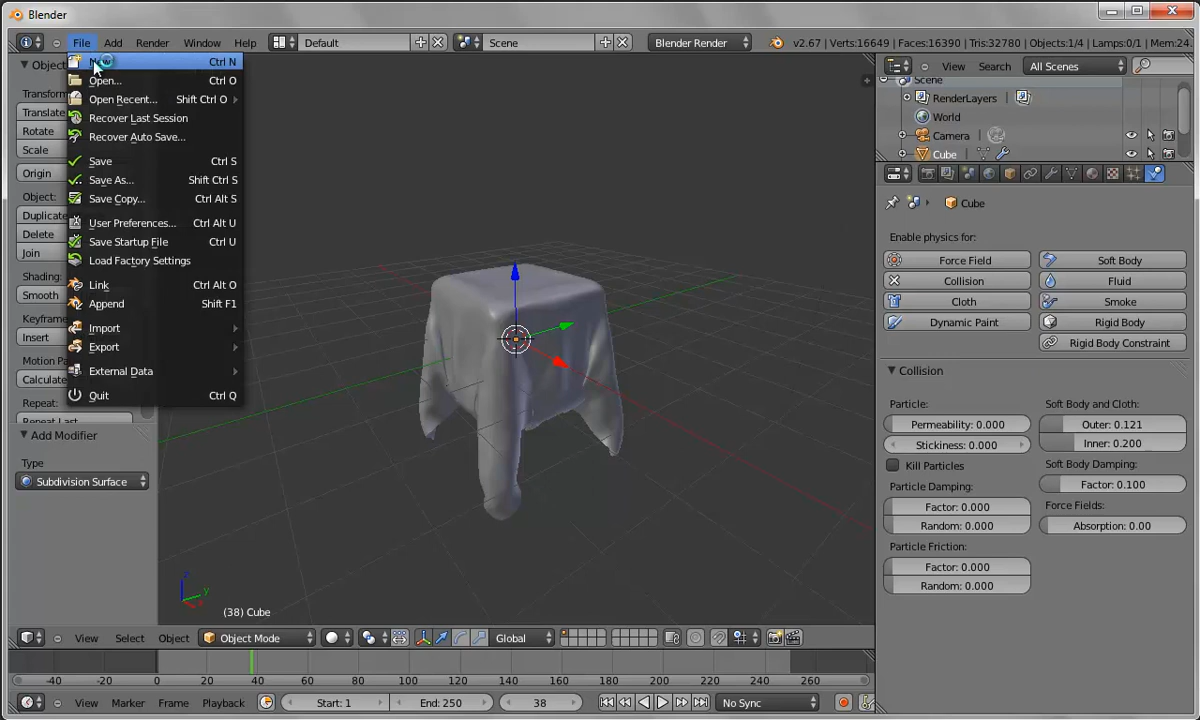 Blender
File Add Render Window Help Default Scene Blender Render v2.67 | Verts:16649 | Faces:16390 | Tris:32780 | Objects:1/4 | Lamps:0/1 | Mem:24.
New Ctrl N
Open... Ctrl O
Open Recent... Shift Ctrl O
Recover Last Session
Recover Auto Save...
Save Ctrl S
Save As... Shift Ctrl S
Save Copy... Ctrl Alt S
User Preferences... Ctrl Alt U
Save Startup File Ctrl U
Load Factory Settings
Link Ctrl Alt O
Append Shift F1
Import
Export
External Data
Quit Ctrl Q
Object
Transform
Translate
Rotate
Scale
Origin
Object:
Duplicate
Delete
Join
Shading:
Smooth
Keyframe
Insert
Motion Pa
Calculate
Repeat:
Repeat Last
Add Modifier
Type
Subdivision Surface
z
y
x
(38) Cube
View Select Object Object Mode Global
-40 -20 0 20 40 60 80 100 120 140 160 180 200 220 240 260
View Marker Frame Playback Start: 1 End: 250 38 No Sync
View Search All Scenes
Scene
RenderLayers
World
Camera
Cube
Cube
Enable physics for:
Force Field Soft Body
Collision Fluid
Cloth Smoke
Dynamic Paint Rigid Body
Rigid Body Constraint
Collision
Particle: Soft Body and Cloth:
Permeability: 0.000 Outer: 0.121
Stickiness: 0.000 Inner: 0.200
Kill Particles Soft Body Damping:
Particle Damping: Factor: 0.100
Factor: 0.000 Force Fields:
Random: 0.000 Absorption: 0.00
Particle Friction:
Factor: 0.000
Random: 0.000